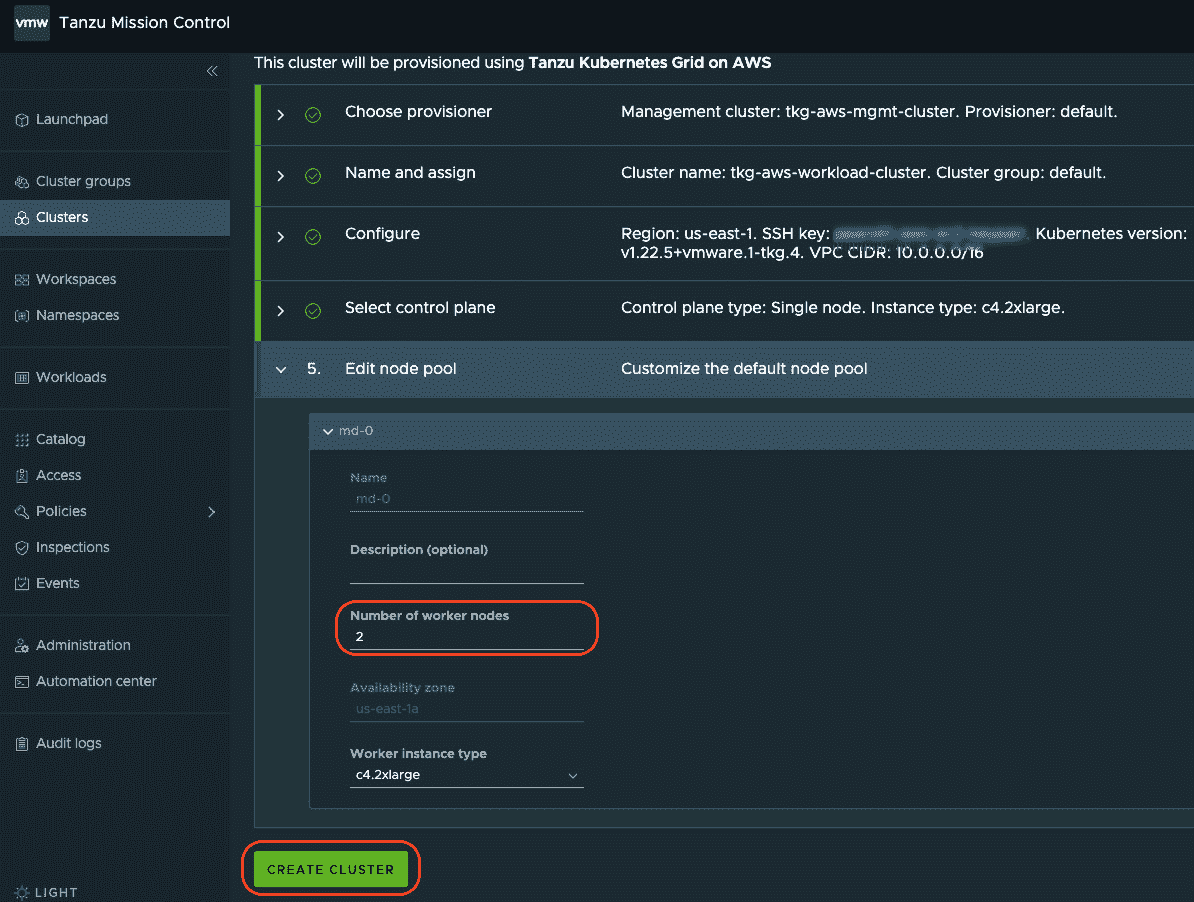 vmw Tanzu Mission Control
This cluster will be provisioned using Tanzu Kubernetes Grid on AWS
Launchpad
Cluster groups
Clusters
Workspaces
Namespaces
Workloads
Catalog
Access
Policies
Inspections
Events
Administration
Automation center
Audit logs
LIGHT
Choose provisioner Management cluster: tkg-aws-mgmt-cluster. Provisioner: default.
Name and assign Cluster name: tkg-aws-workload-cluster. Cluster group: default.
Configure Region: us-east-1. SSH key: . Kubernetes version:
v1.22.5+vmware.1-tkg.4. VPC CIDR: 10.0.0.0/16
Select control plane Control plane type: Single node. Instance type: c4.2xlarge.
5. Edit node pool Customize the default node pool
md-0
Name
md-0
Description (optional)
Number of worker nodes
2
Availability zone
us-east-1a
Worker instance type
c4.2xlarge
CREATE CLUSTER